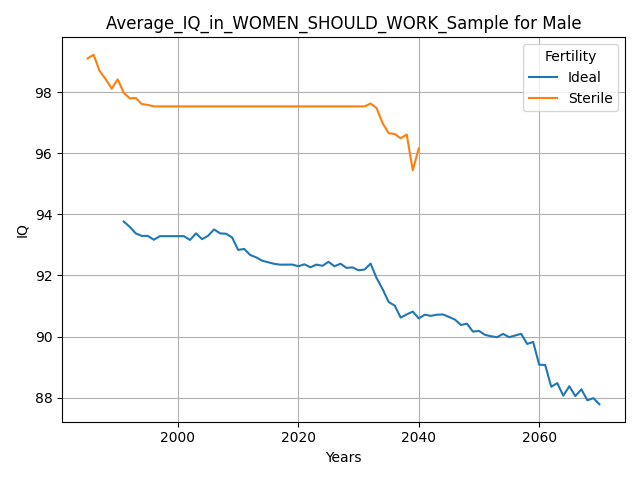 Average_IQ_in_WOMEN_SHOULD_WORK_Sample for Male
Fertility
Ideal
Sterile
IQ
98
96
94
92
90
88
2000
2020
2040
2060
Years